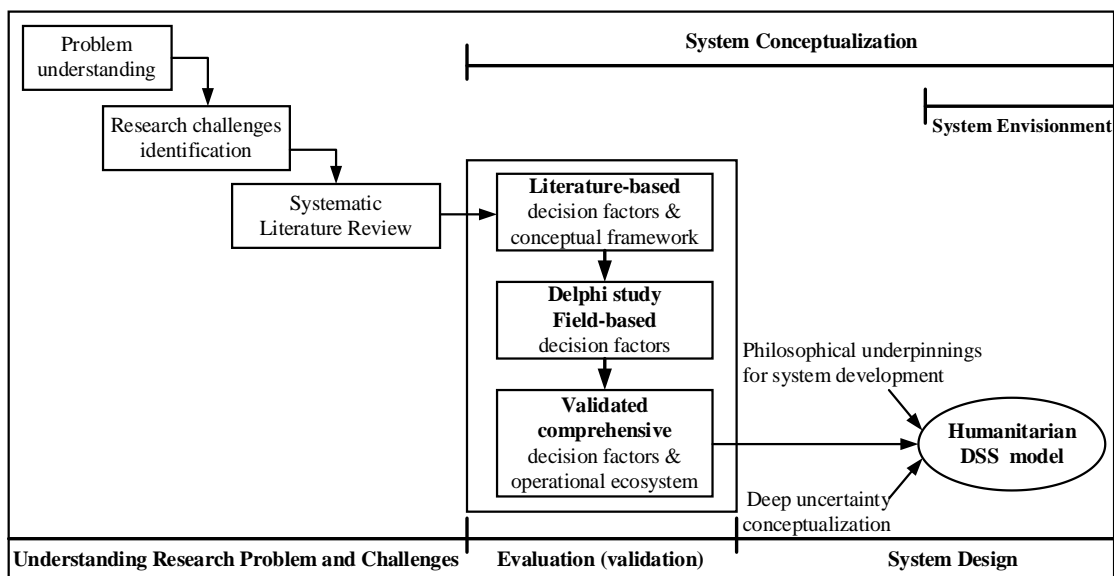 Problem
understanding
System Conceptualization
Research challenges
identification
System Envisionment
Systematic
Literature Review
Literature-based
decision factors &
conceptual framework
Delphi study
Field-based
decision factors
Validated
comprehensive
decision factors &
operational ecosystem
Philosophical underpinnings
for system development
Humanitarian
DSS model
Deep uncertainty
conceptualization
Understanding Research Problem and Challenges
Evaluation (validation)
System Design